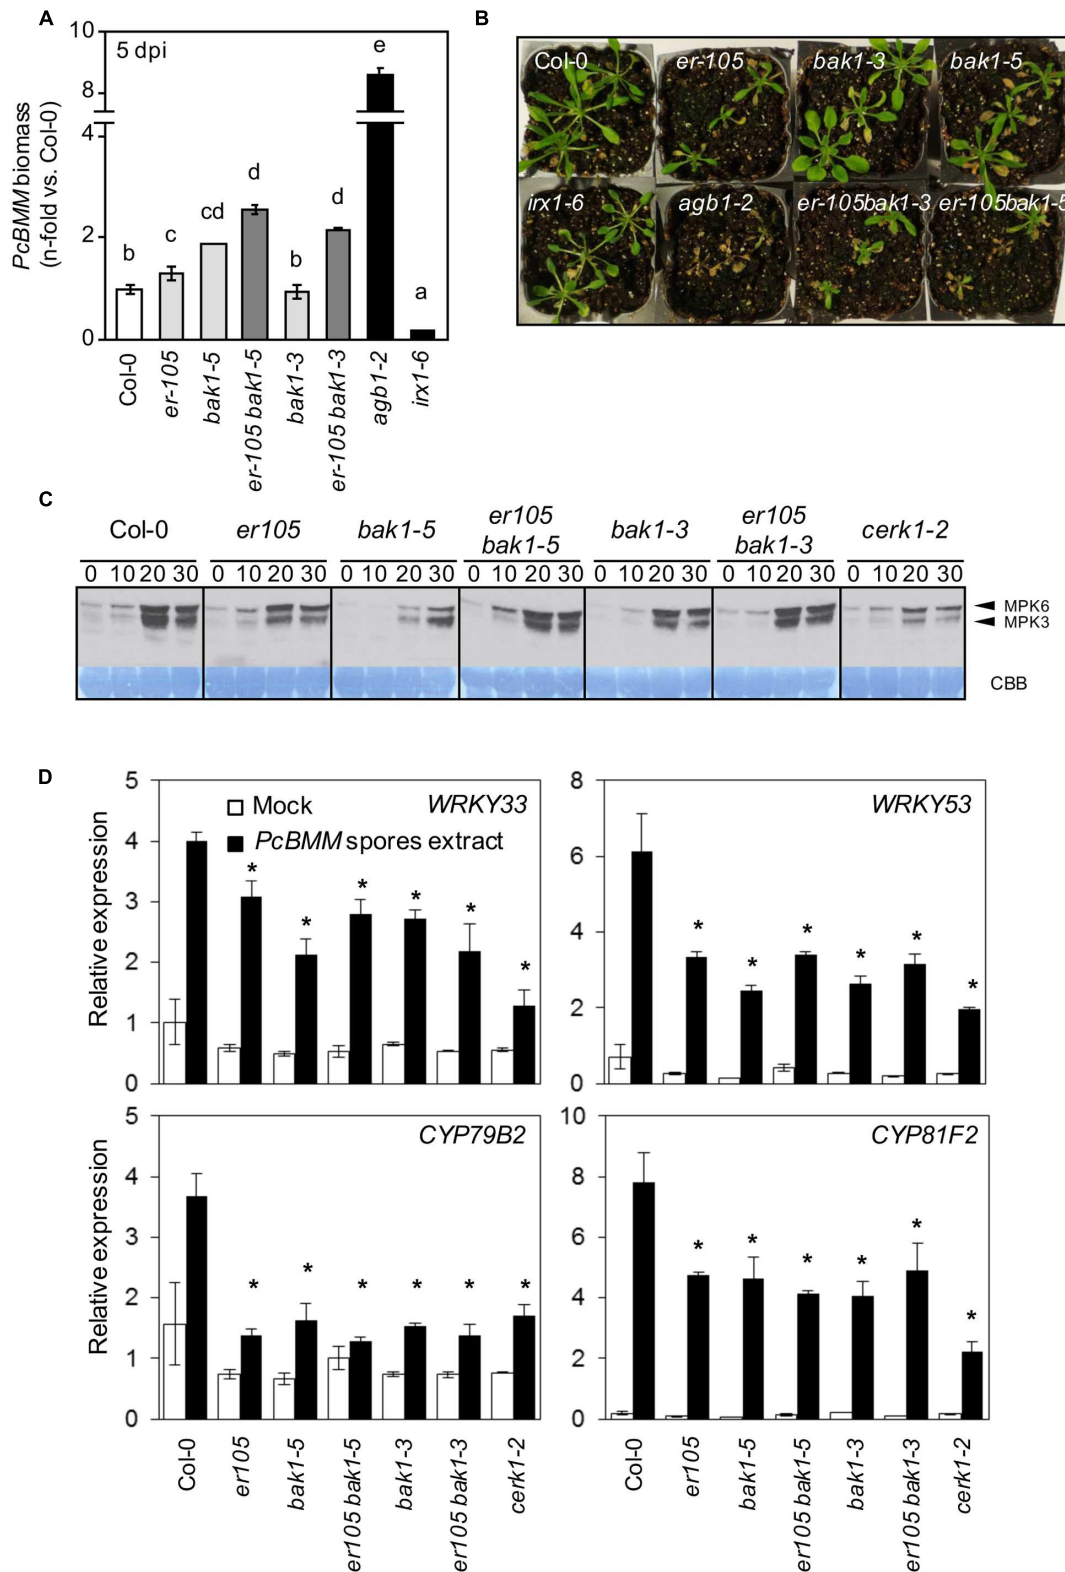 A
10
8
4
2
0
5 dpi
PcBMM biomass
(n-fold vs. Col-0)
b
c
cd
d
b
d
e
a
Col-0
er-105
bak1-5
er-105 bak1-5
bak1-3
er-105 bak1-3
agb1-2
irx1-6
B
Col-0
er-105
bak1-3
bak1-5
irx1-6
agb1-2
er-105bak1-3
er-105bak1-5
C
Col-0
er105
bak1-5
er105
bak1-5
bak1-3
er105
bak1-3
cerk1-2
0 10 20 30
0 10 20 30
0 10 20 30
0 10 20 30
0 10 20 30
0 10 20 30
0 10 20 30
MPK6
MPK3
CBB
D
Relative expression
5
4
3
2
1
0
Mock
PcBMM spores extract
WRKY33
* * * * * *
8
6
4
2
0
WRKY53
* * * * * *
Relative expression
5
4
3
2
1
0
CYP79B2
* * * * * *
10
8
6
4
2
0
CYP81F2
* * * * * *
Col-0
er105
bak1-5
er105 bak1-5
bak1-3
er105 bak1-3
cerk1-2
Col-0
er105
bak1-5
er105 bak1-5
bak1-3
er105 bak1-3
cerk1-2